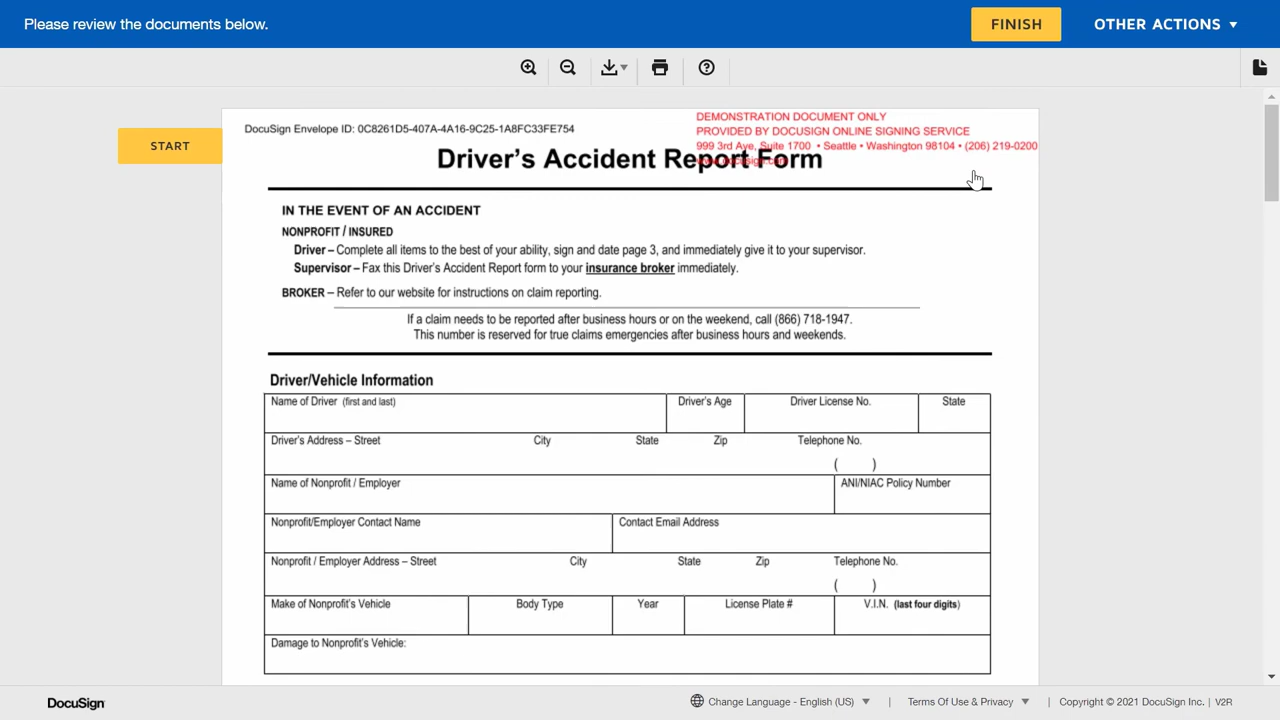 Please review the documents below.
FINISH
OTHER ACTIONS
START
DocuSign Envelope ID: 0C8261D5-407A-4A16-9C25-1A8FC33FE754
DEMONSTRATION DOCUMENT ONLY
PROVIDED BY DOCUSIGN ONLINE SIGNING SERVICE
999 3rd Ave, Suite 1700 • Seattle • Washington 98104 • (206) 219-0200
www.docusign.com
Driver's Accident Report Form
IN THE EVENT OF AN ACCIDENT
NONPROFIT / INSURED
Driver – Complete all items to the best of your ability, sign and date page 3, and immediately give it to your supervisor.
Supervisor – Fax this Driver's Accident Report form to your insurance broker immediately.
BROKER – Refer to our website for instructions on claim reporting.
If a claim needs to be reported after business hours or on the weekend, call (866) 718-1947.
This number is reserved for true claims emergencies after business hours and weekends.
Driver/Vehicle Information
Name of Driver (first and last) Driver's Age Driver License No. State
Driver's Address – Street City State Zip Telephone No.
( )
Name of Nonprofit / Employer ANI/NIAC Policy Number
Nonprofit/Employer Contact Name Contact Email Address
Nonprofit / Employer Address – Street City State Zip Telephone No.
( )
Make of Nonprofit's Vehicle Body Type Year License Plate # V.I.N. (last four digits)
Damage to Nonprofit's Vehicle:
DocuSign
Change Language - English (US) | Terms Of Use & Privacy | Copyright © 2021 DocuSign Inc. | V2R